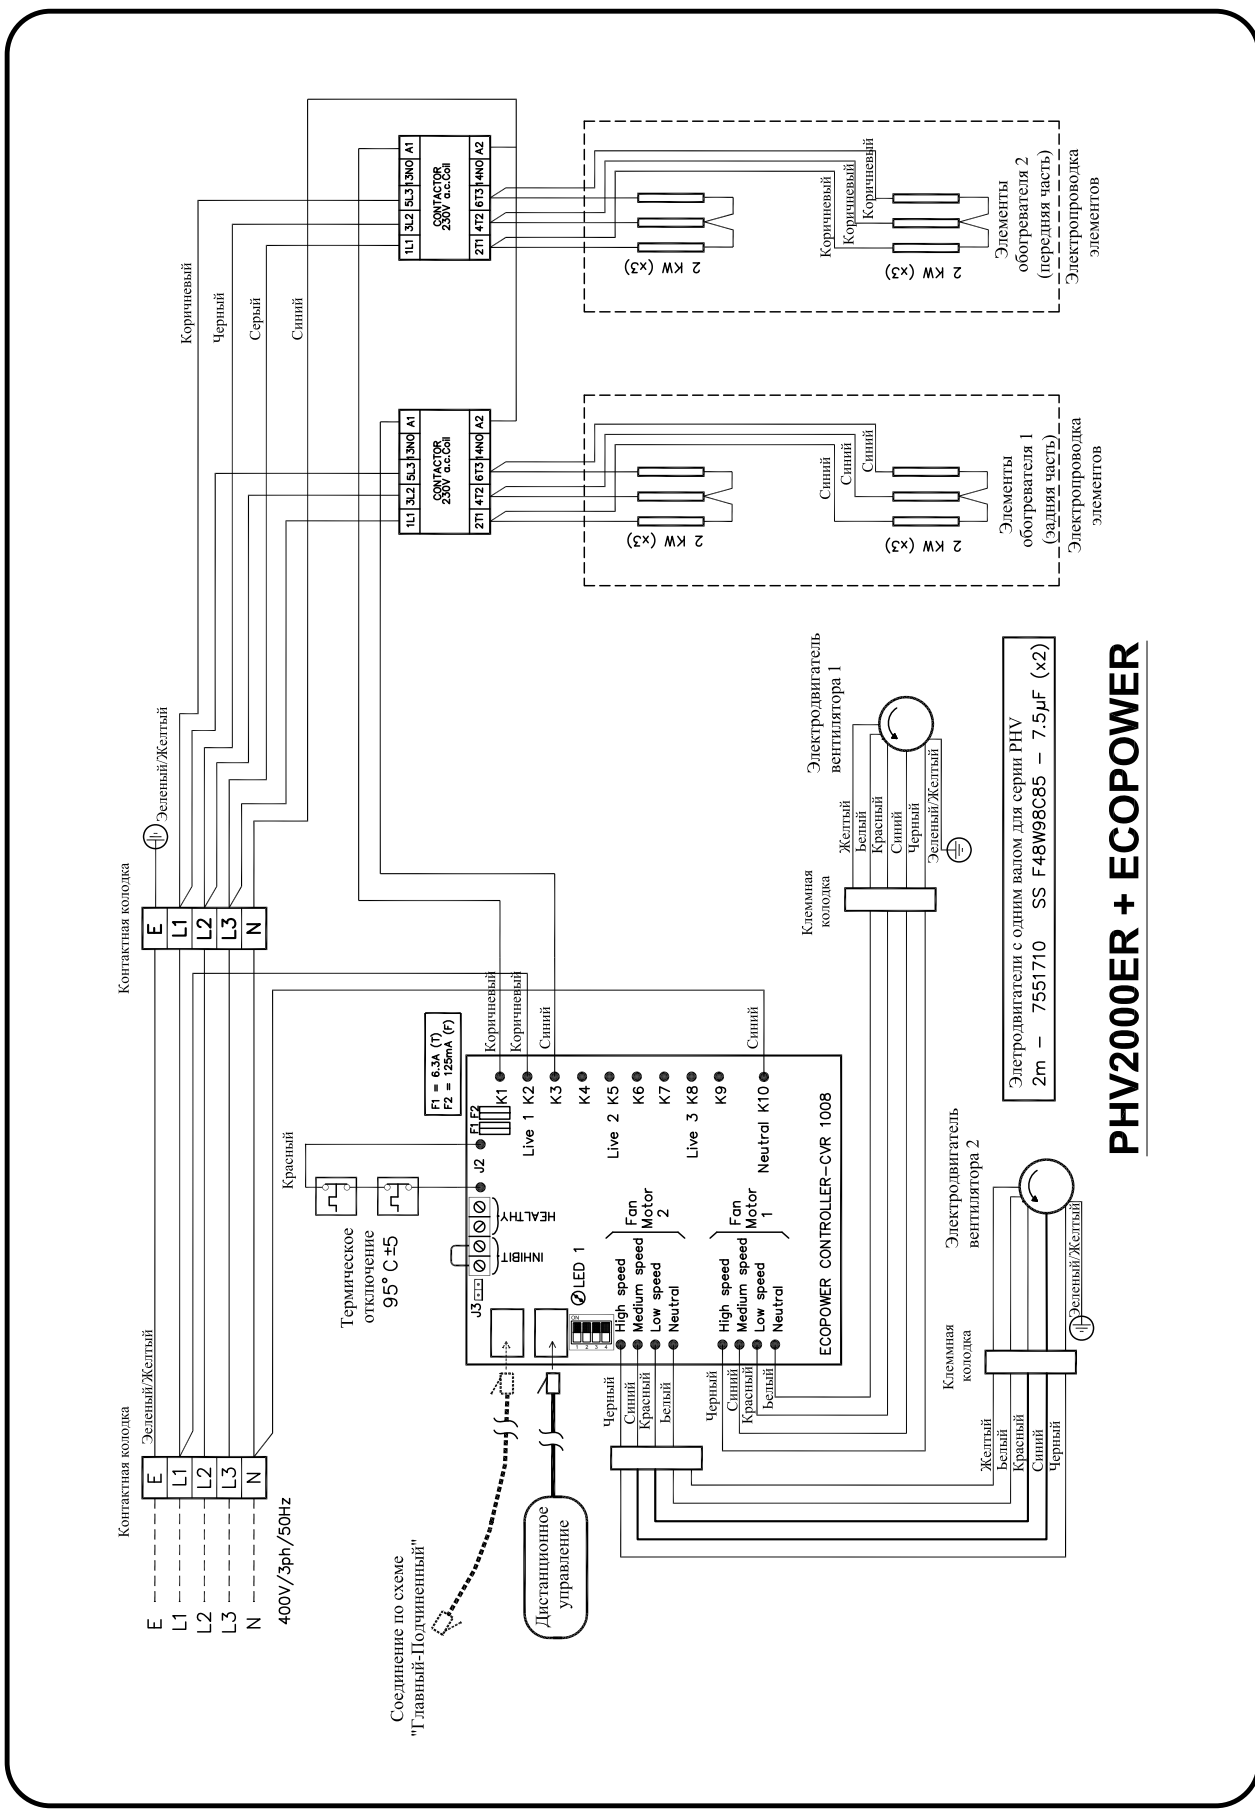 E
L1
L2
L3
N
400V/3ph/50Hz
Контактная колодка
E
L1
L2
L3
N
Зеленый/Желтый
Контактная колодка
E
L1
L2
L3
N
Зеленый/Желтый
Коричневый
Черный
Серый
Синий
1L1 3L2 5L3 13NO A1
CONTACTOR
230V a.c.Coil
2T1 4T2 6T3 14NO A2
1L1 3L2 5L3 13NO A1
CONTACTOR
230V a.c.Coil
2T1 4T2 6T3 14NO A2
2 KW (x3)
Коричневый
Коричневый
Коричневый
2 KW (x3)
Элементы
обогревателя 2
(передняя часть)
Электропроводка
элементов
2 KW (x3)
Синий
Синий
Синий
2 KW (x3)
Элементы
обогревателя 1
(задняя часть)
Электропроводка
элементов
Термическое
отключение
95°C±5
Красный
F1 = 6.3A (T)
F2 = 125mA (F)
Коричневый
Коричневый
Синий
Синий
J3
INHIBIT
HEALTHY
J2
F1 F2
K1
Live 1 K2
K3
K4
Live 2 K5
K6
K7
Live 3 K8
K9
Neutral K10
LED 1
ON
1 2 3 4
High speed
Medium speed
Low speed
Neutral
Fan
Motor
2
High speed
Medium speed
Low speed
Neutral
Fan
Motor
1
ECOPOWER CONTROLLER-CVR 1008
Соединение по схеме
"Главный-Подчиненный"
Дистанционное
управление
Черный
Синий
Красный
Белый
Черный
Синий
Красный
Белый
Клеммная
колодка
Желтый
Белый
Красный
Синий
Черный
Зеленый/Желтый
Электродвигатель
вентилятора 1
Клеммная
колодка
Желтый
Белый
Красный
Синий
Черный
Зеленый/Желтый
Электродвигатель
вентилятора 2
Элетродвигатели с одним валом для серии PHV
2m – 7551710 SS F48W98C85 – 7.5µF (x2)
PHV2000ER + ECOPOWER